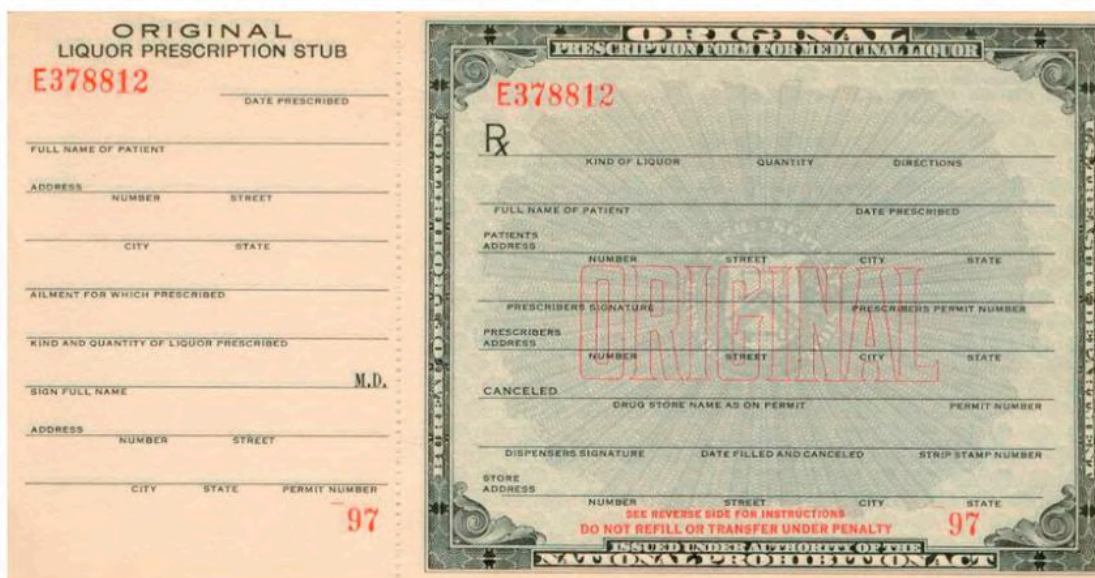 ORIGINAL
LIQUOR PRESCRIPTION STUB
E378812
DATE PRESCRIBED
FULL NAME OF PATIENT
ADDRESS
NUMBER STREET
CITY STATE
AILMENT FOR WHICH PRESCRIBED
KIND AND QUANTITY OF LIQUOR PRESCRIBED
M.D.
SIGN FULL NAME
ADDRESS
NUMBER STREET
CITY STATE PERMIT NUMBER
97
ORIGINAL
PRESCRIPTION FORM FOR MEDICINAL LIQUOR
E378812
Rx
KIND OF LIQUOR QUANTITY DIRECTIONS
FULL NAME OF PATIENT DATE PRESCRIBED
PATIENTS
ADDRESS
NUMBER STREET CITY STATE
ORIGINAL
PRESCRIBERS SIGNATURE PRESCRIBERS PERMIT NUMBER
PRESCRIBERS
ADDRESS
NUMBER STREET CITY STATE
CANCELED
DRUG STORE NAME AS ON PERMIT PERMIT NUMBER
DISPENSERS SIGNATURE DATE FILLED AND CANCELED STRIP STAMP NUMBER
STORE
ADDRESS
NUMBER STREET CITY STATE
SEE REVERSE SIDE FOR INSTRUCTIONS
DO NOT REFILL OR TRANSFER UNDER PENALTY
97
ISSUED UNDER AUTHORITY OF THE
NATIONAL PROHIBITION ACT